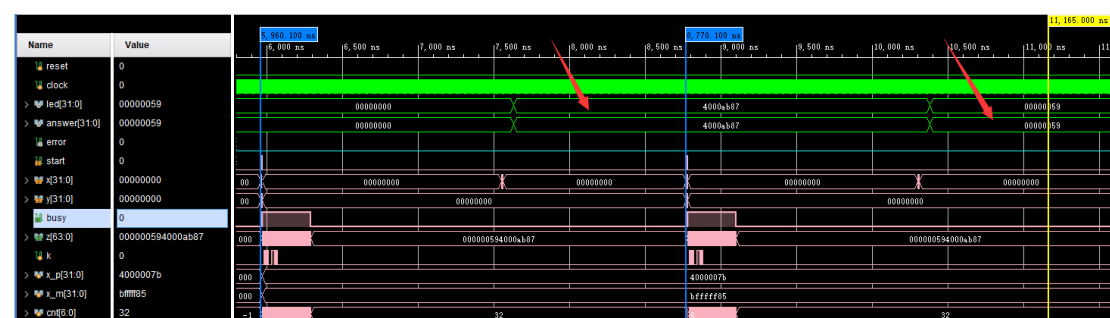 11, 165.000 ns
5, 960.100 ns 8, 770.100 ns
Name Value 6,000 ns 6,500 ns 7,000 ns 7,500 ns 8,000 ns 8,500 ns 9,000 ns 9,500 ns 10,000 ns 10,500 ns 11,000 ns 11
reset 0
clock 0
led[31:0] 00000059 00000000 4000ab87 00000059
answer[31:0] 00000059 00000000 4000ab87 00000059
error 0
start 0
x[31:0] 00000000 00 00000000 00000000 00000000 00000000
y[31:0] 00000000 00 00000000 00000000
busy 0
z[63:0] 000000594000ab87 000 000000594000ab87 000000594000ab87
k 0
x_p[31:0] 4000007b 000 4000007b
x_m[31:0] bfffff85 000 bfffff85
cnt[6:0] 32 -1 32 32